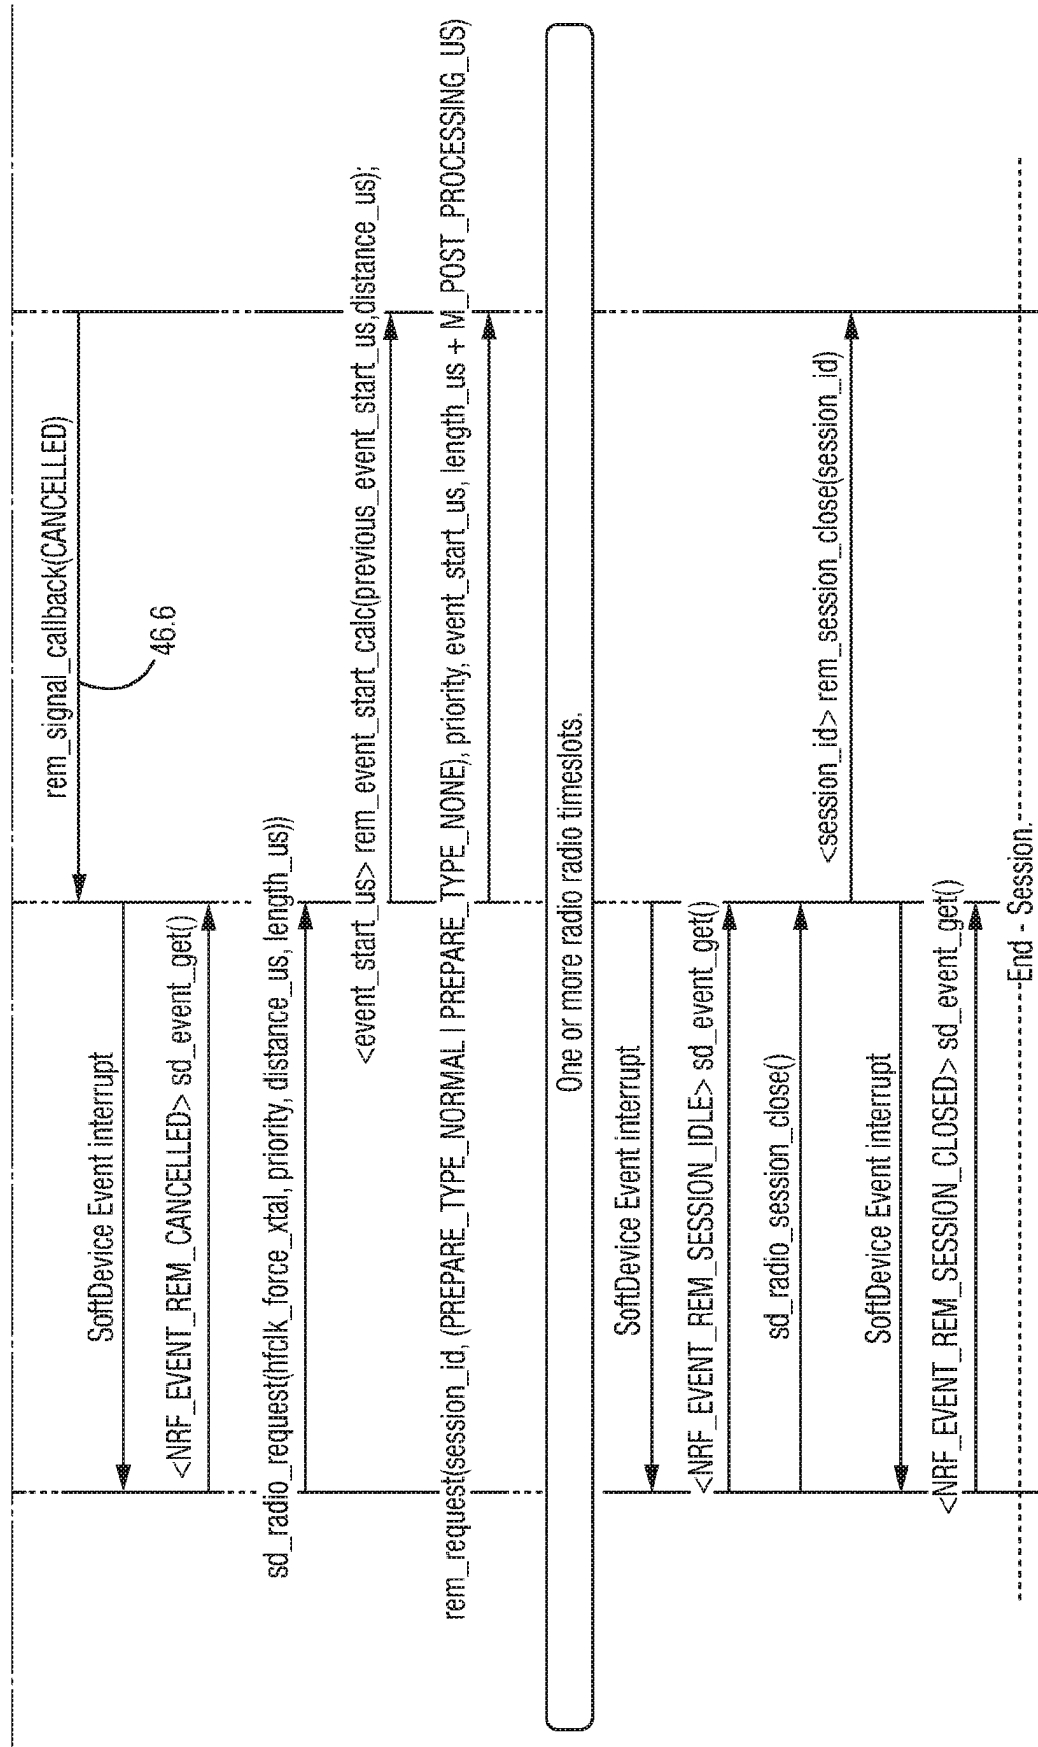 rem_signal_callback(CANCELLED)
46.6
SoftDevice Event interrupt
<NRF_EVENT_REM_CANCELLED> sd_event_get()
sd_radio_request(hfclk_force_xtal, priority, distance_us, length_us))
<event_start_us> rem_event_start_calc(previous_event_start_us,distance_us);
rem_request(session_id, (PREPARE_TYPE_NORMAL | PREPARE_TYPE_NONE), priority, event_start_us, length_us + M_POST_PROCESSING_US)
One or more radio timeslots.
SoftDevice Event interrupt
<NRF_EVENT_REM_SESSION_IDLE> sd_event_get()
sd_radio_session_close()
<session_id> rem_session_close(session_id)
SoftDevice Event interrupt
<NRF_EVENT_REM_SESSION_CLOSED> sd_event_get()
End - Session.